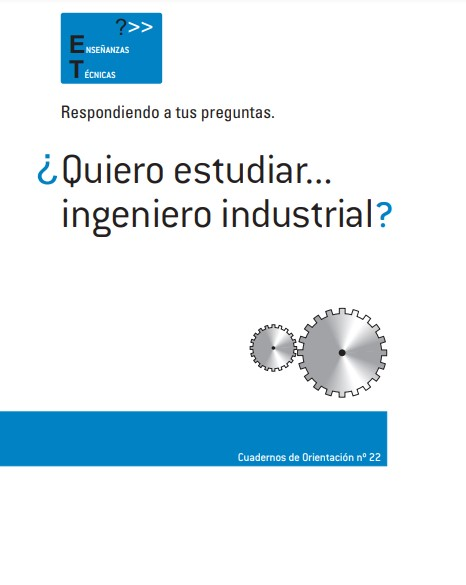 ?>>
ENSEÑANZAS
TÉCNICAS
Respondiendo a tus preguntas.
¿Quiero estudiar...
ingeniero industrial?
Cuadernos de Orientación nº 22